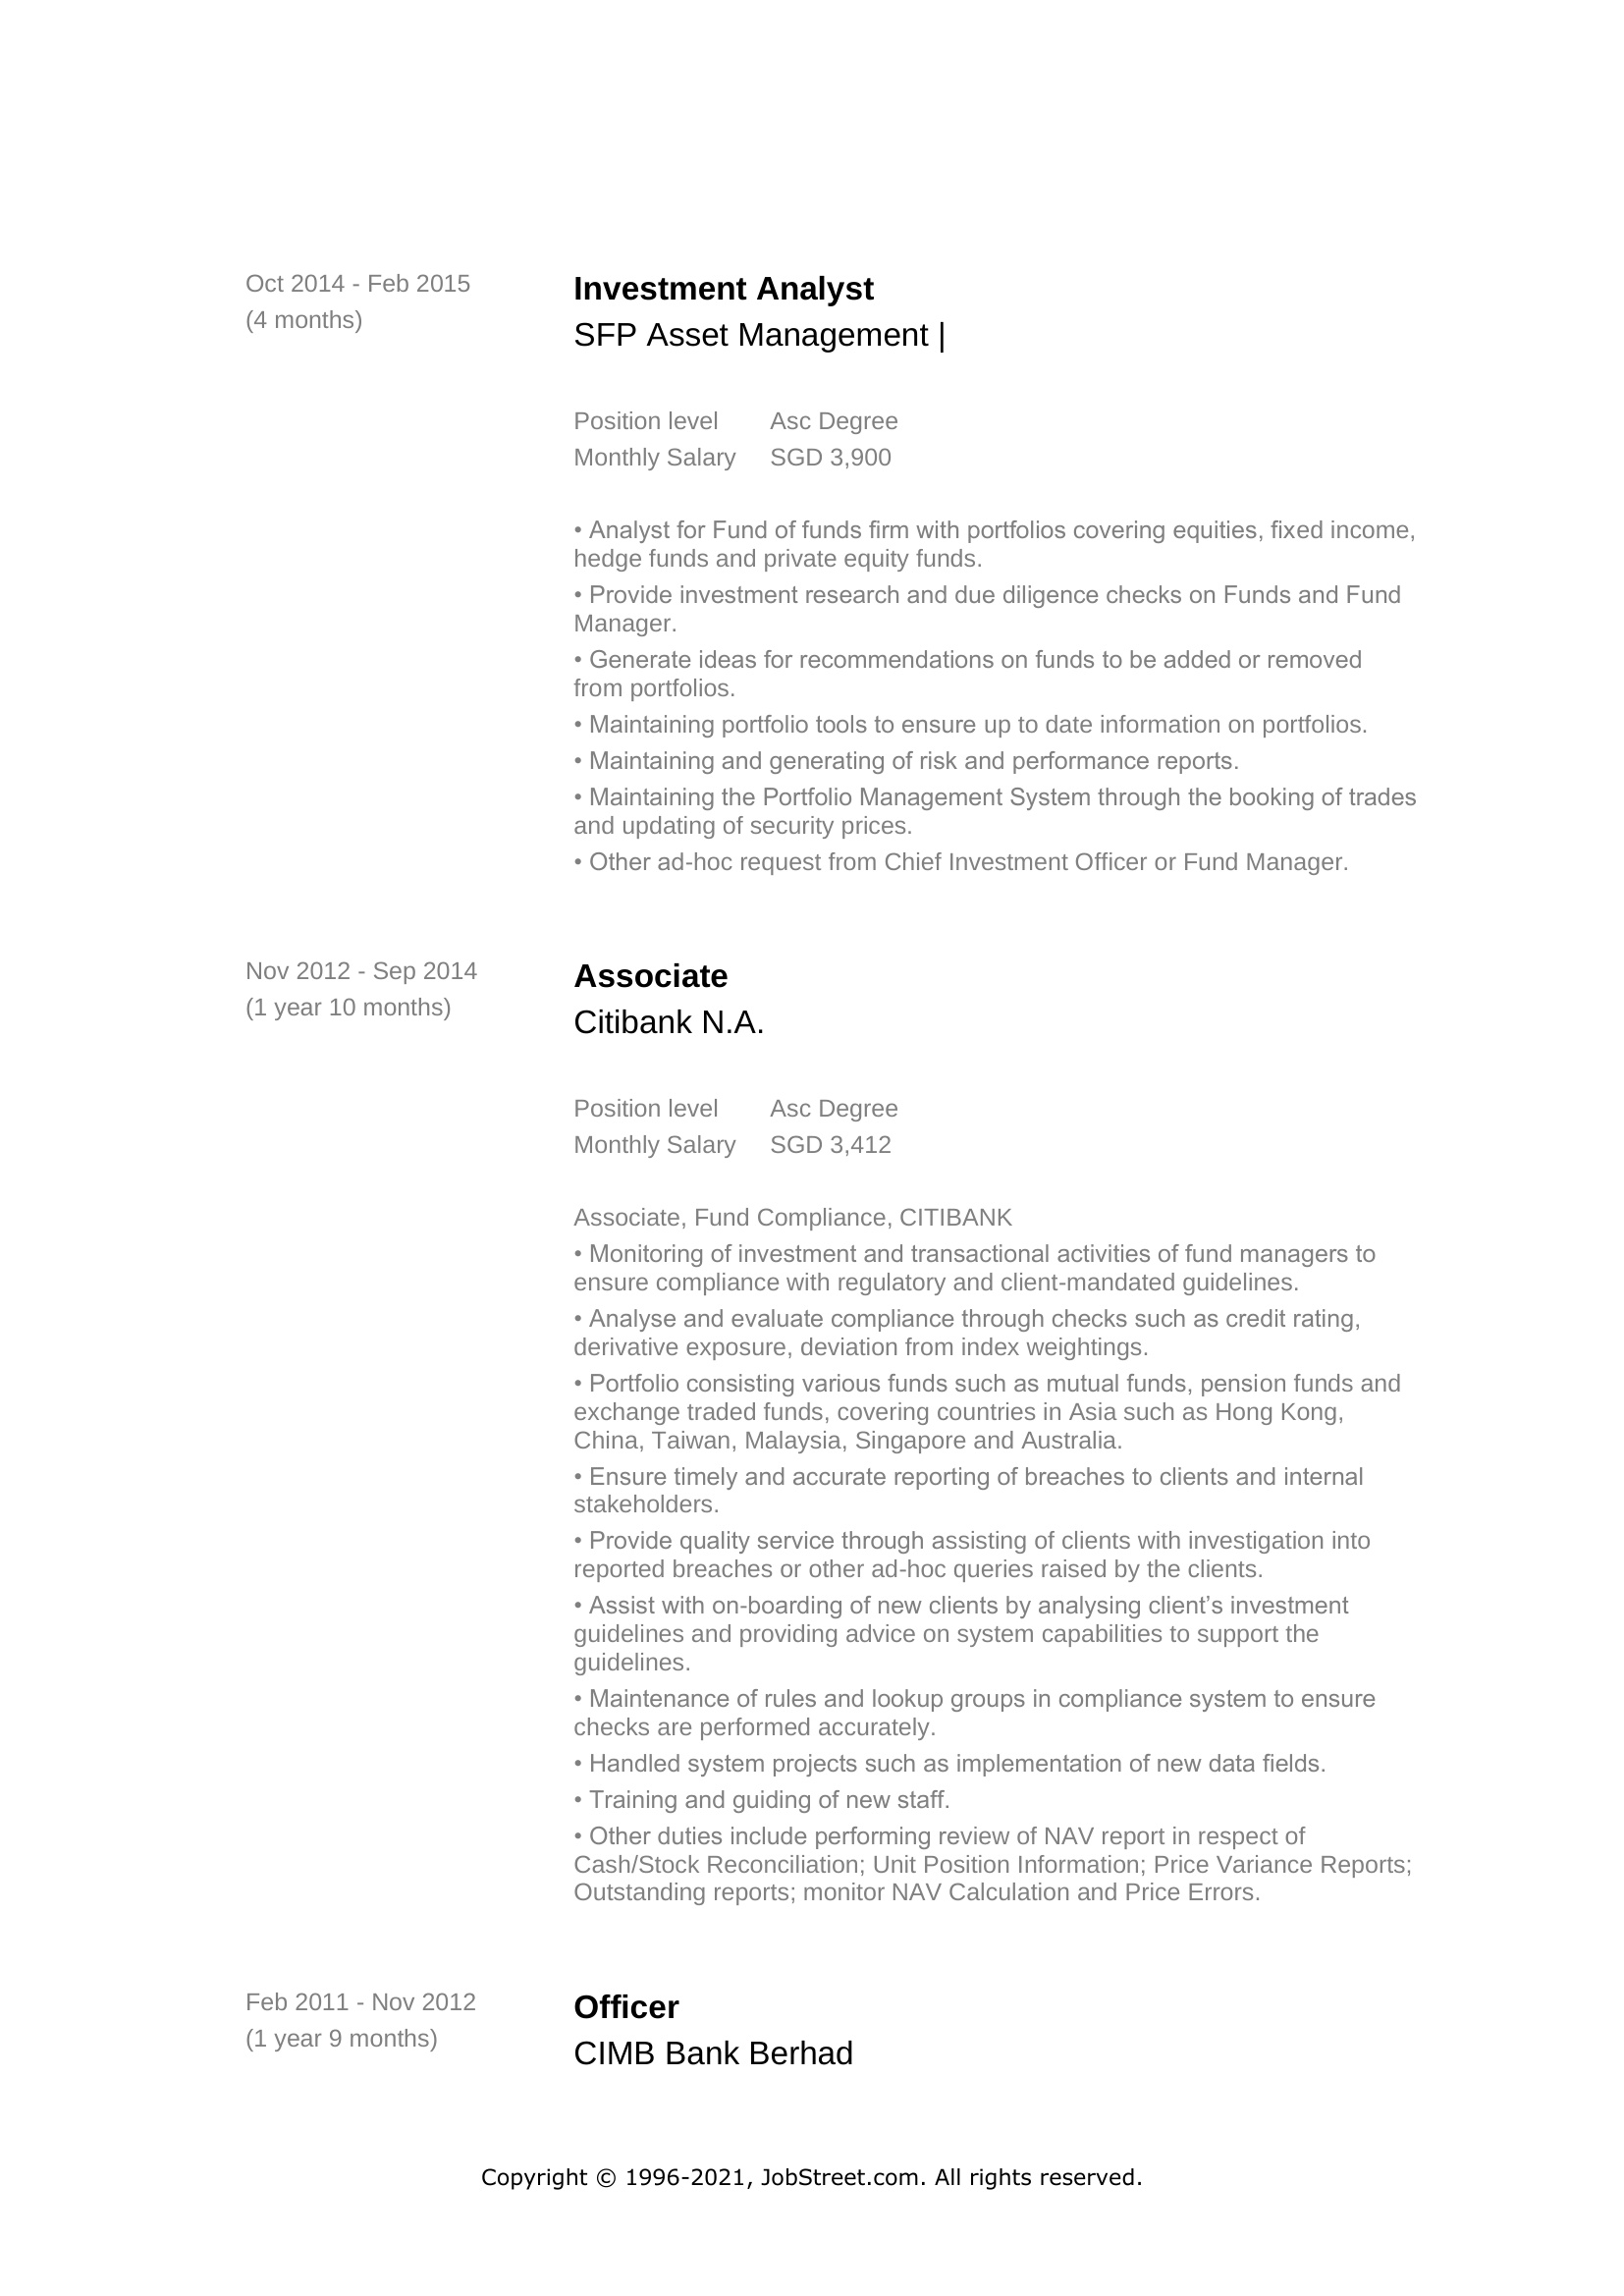 Oct 2014 - Feb 2015
(4 months)
Investment Analyst
SFP Asset Management |
Position level Asc Degree
Monthly Salary SGD 3,900
• Analyst for Fund of funds firm with portfolios covering equities, fixed income,
hedge funds and private equity funds.
• Provide investment research and due diligence checks on Funds and Fund
Manager.
• Generate ideas for recommendations on funds to be added or removed
from portfolios.
• Maintaining portfolio tools to ensure up to date information on portfolios.
• Maintaining and generating of risk and performance reports.
• Maintaining the Portfolio Management System through the booking of trades
and updating of security prices.
• Other ad-hoc request from Chief Investment Officer or Fund Manager.
Nov 2012 - Sep 2014
(1 year 10 months)
Associate
Citibank N.A.
Position level Asc Degree
Monthly Salary SGD 3,412
Associate, Fund Compliance, CITIBANK
• Monitoring of investment and transactional activities of fund managers to
ensure compliance with regulatory and client-mandated guidelines.
• Analyse and evaluate compliance through checks such as credit rating,
derivative exposure, deviation from index weightings.
• Portfolio consisting various funds such as mutual funds, pension funds and
exchange traded funds, covering countries in Asia such as Hong Kong,
China, Taiwan, Malaysia, Singapore and Australia.
• Ensure timely and accurate reporting of breaches to clients and internal
stakeholders.
• Provide quality service through assisting of clients with investigation into
reported breaches or other ad-hoc queries raised by the clients.
• Assist with on-boarding of new clients by analysing client’s investment
guidelines and providing advice on system capabilities to support the
guidelines.
• Maintenance of rules and lookup groups in compliance system to ensure
checks are performed accurately.
• Handled system projects such as implementation of new data fields.
• Training and guiding of new staff.
• Other duties include performing review of NAV report in respect of
Cash/Stock Reconciliation; Unit Position Information; Price Variance Reports;
Outstanding reports; monitor NAV Calculation and Price Errors.
Feb 2011 - Nov 2012
(1 year 9 months)
Officer
CIMB Bank Berhad
Copyright © 1996-2021, JobStreet.com. All rights reserved.